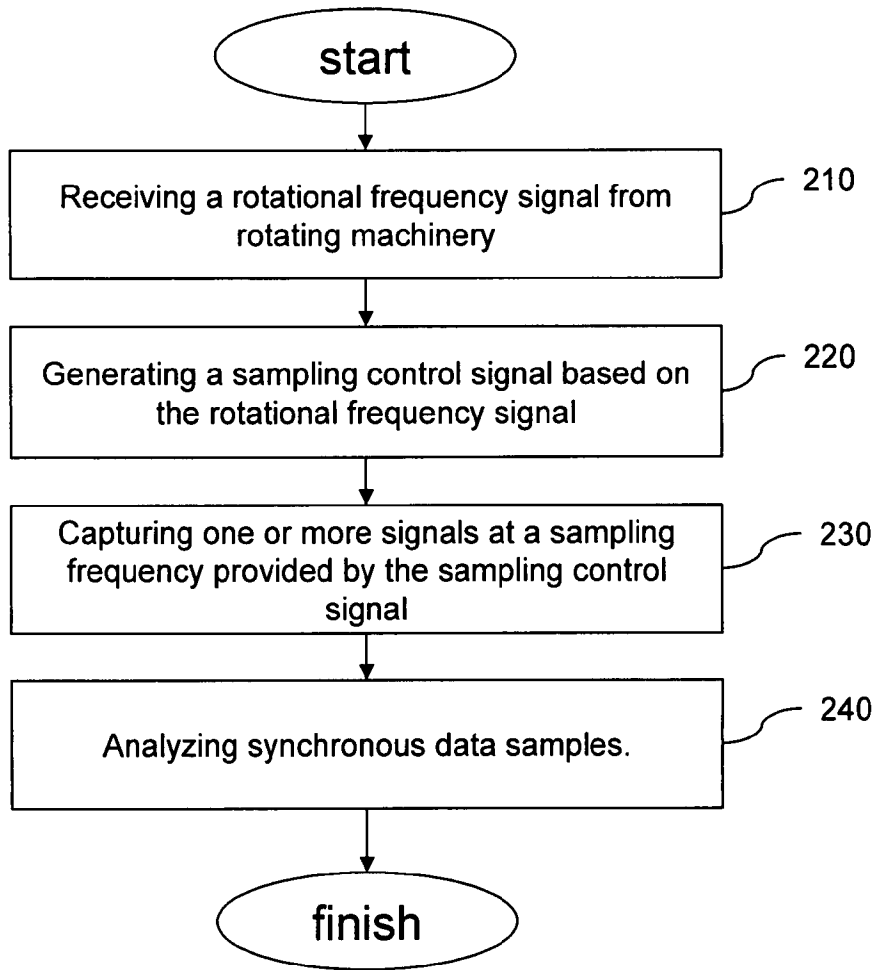 start
Receiving a rotational frequency signal from
rotating machinery
210
Generating a sampling control signal based on
the rotational frequency signal
220
Capturing one or more signals at a sampling
frequency provided by the sampling control
signal
230
Analyzing synchronous data samples.
240
finish